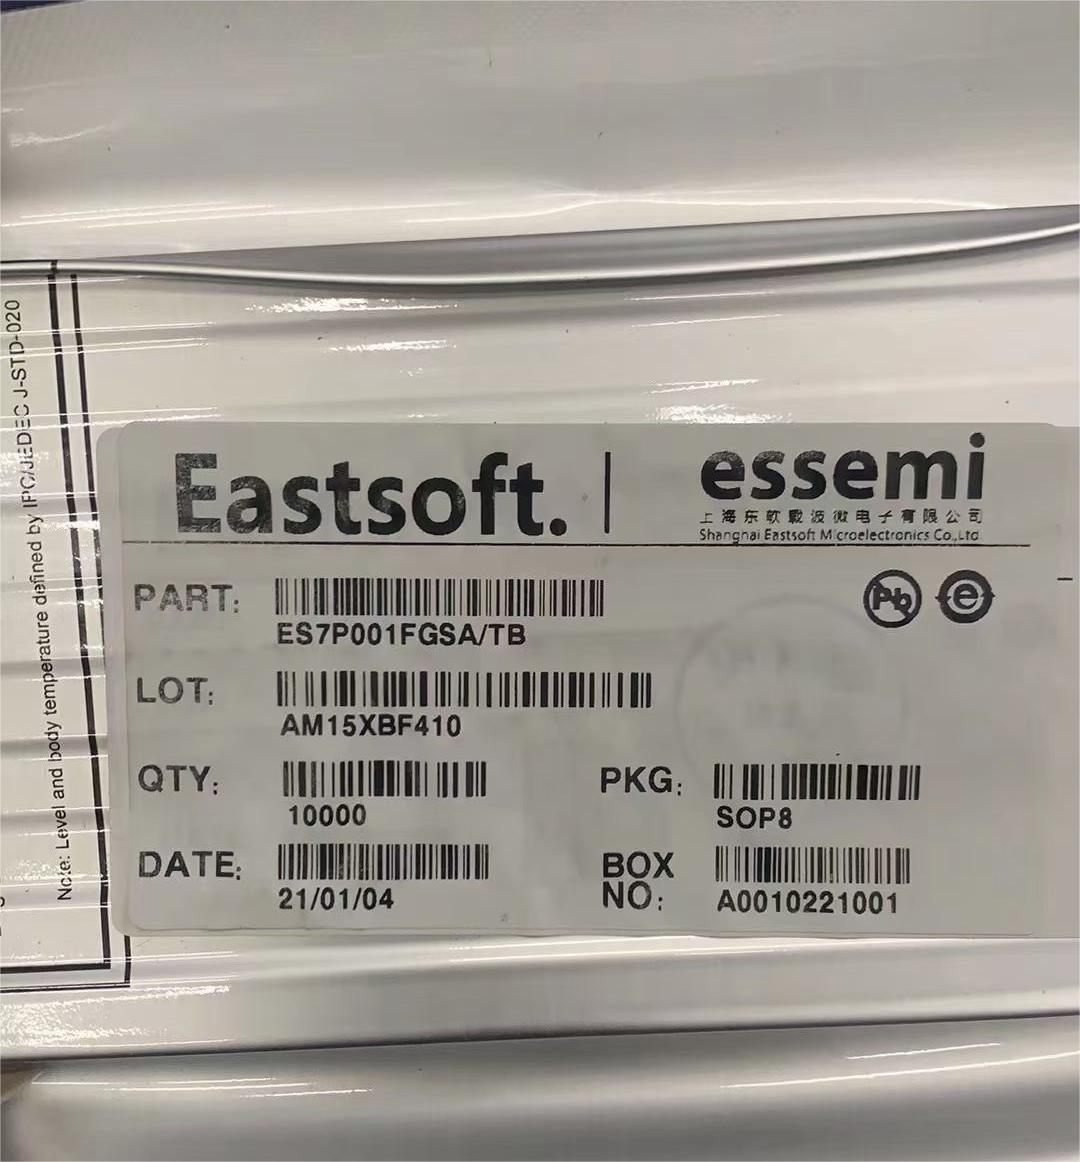 Note: Level and body temperature defined by IPC/JEDEC J-STD-020
Eastsoft. | essemi
上海东软载波微电子有限公司
Shanghai Eastsoft Microelectronics Co.,Ltd
PART:
ES7P001FGSA/TB
Pb e
LOT:
AM15XBF410
QTY:
10000
PKG:
SOP8
DATE:
21/01/04
BOX
NO:
A0010221001